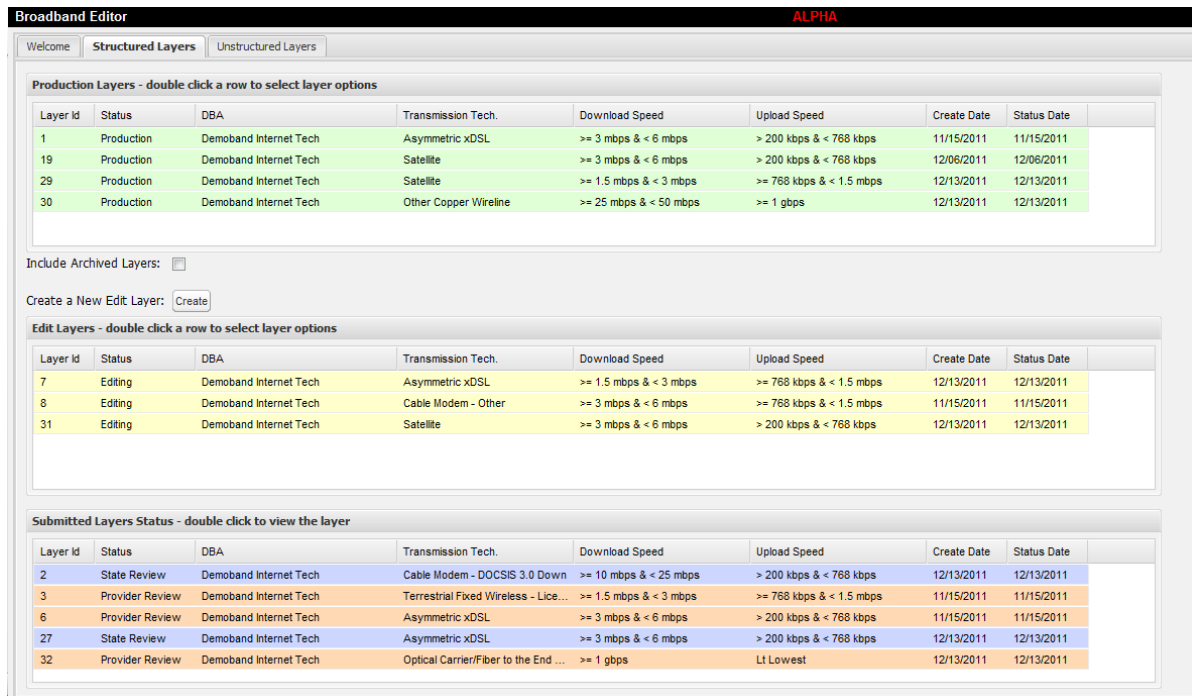 Broadband Editor ALPHA
Welcome Structured Layers Unstructured Layers
Production Layers - double click a row to select layer options
Layer Id Status DBA Transmission Tech. Download Speed Upload Speed Create Date Status Date
1 Production Demoband Internet Tech Asymmetric xDSL >= 3 mbps & < 6 mbps > 200 kbps & < 768 kbps 11/15/2011 11/15/2011
19 Production Demoband Internet Tech Satellite >= 3 mbps & < 6 mbps > 200 kbps & < 768 kbps 12/06/2011 12/06/2011
29 Production Demoband Internet Tech Satellite >= 1.5 mbps & < 3 mbps >= 768 kbps & < 1.5 mbps 12/13/2011 12/13/2011
30 Production Demoband Internet Tech Other Copper Wireline >= 25 mbps & < 50 mbps >= 1 gbps 12/13/2011 12/13/2011
Include Archived Layers:
Create a New Edit Layer: Create
Edit Layers - double click a row to select layer options
Layer Id Status DBA Transmission Tech. Download Speed Upload Speed Create Date Status Date
7 Editing Demoband Internet Tech Asymmetric xDSL >= 1.5 mbps & < 3 mbps >= 768 kbps & < 1.5 mbps 12/13/2011 12/13/2011
8 Editing Demoband Internet Tech Cable Modem - Other >= 3 mbps & < 6 mbps >= 768 kbps & < 1.5 mbps 11/15/2011 11/15/2011
31 Editing Demoband Internet Tech Satellite >= 3 mbps & < 6 mbps > 200 kbps & < 768 kbps 12/13/2011 12/13/2011
Submitted Layers Status - double click to view the layer
Layer Id Status DBA Transmission Tech. Download Speed Upload Speed Create Date Status Date
2 State Review Demoband Internet Tech Cable Modem - DOCSIS 3.0 Down >= 10 mbps & < 25 mbps > 200 kbps & < 768 kbps 12/13/2011 12/13/2011
3 Provider Review Demoband Internet Tech Terrestrial Fixed Wireless - Lice... >= 1.5 mbps & < 3 mbps >= 768 kbps & < 1.5 mbps 11/15/2011 11/15/2011
6 Provider Review Demoband Internet Tech Asymmetric xDSL >= 3 mbps & < 6 mbps > 200 kbps & < 768 kbps 11/15/2011 11/15/2011
27 State Review Demoband Internet Tech Asymmetric xDSL >= 3 mbps & < 6 mbps > 200 kbps & < 768 kbps 12/13/2011 12/13/2011
32 Provider Review Demoband Internet Tech Optical Carrier/Fiber to the End ... >= 1 gbps Lt Lowest 12/13/2011 12/13/2011